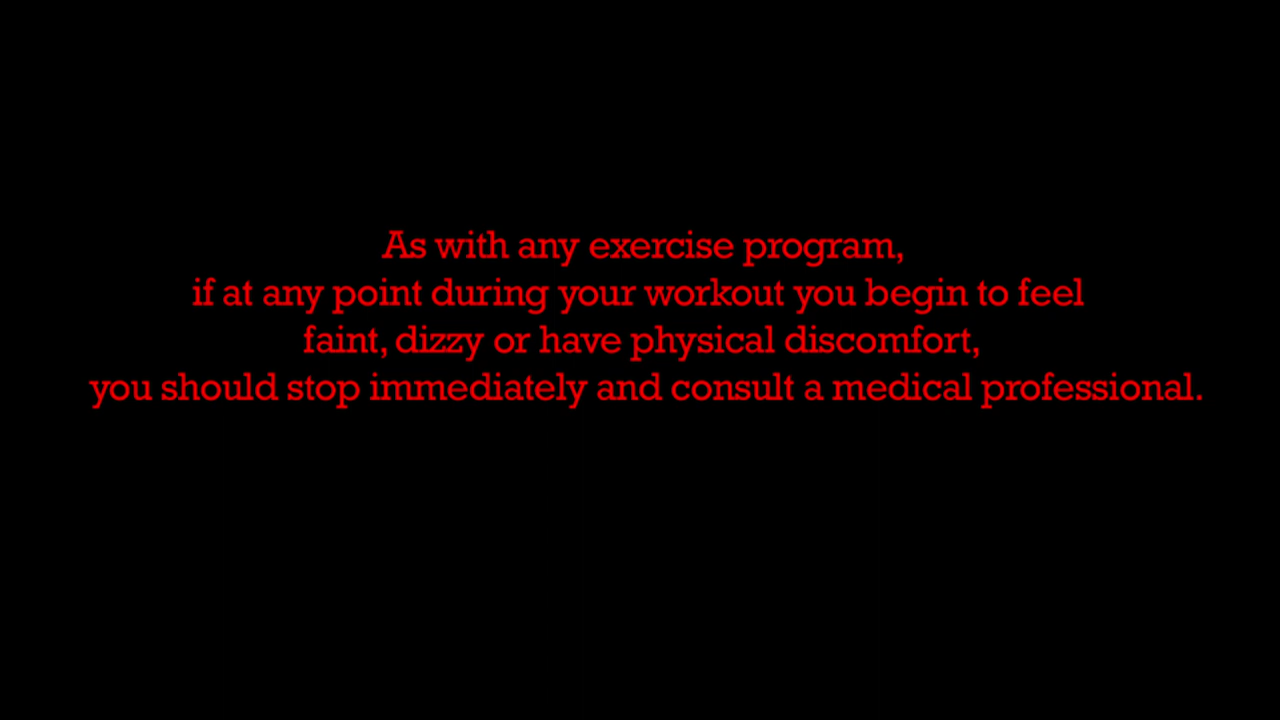 As with any exercise program,
if at any point during your workout you begin to feel
faint, dizzy or have physical discomfort,
you should stop immediately and consult a medical professional.